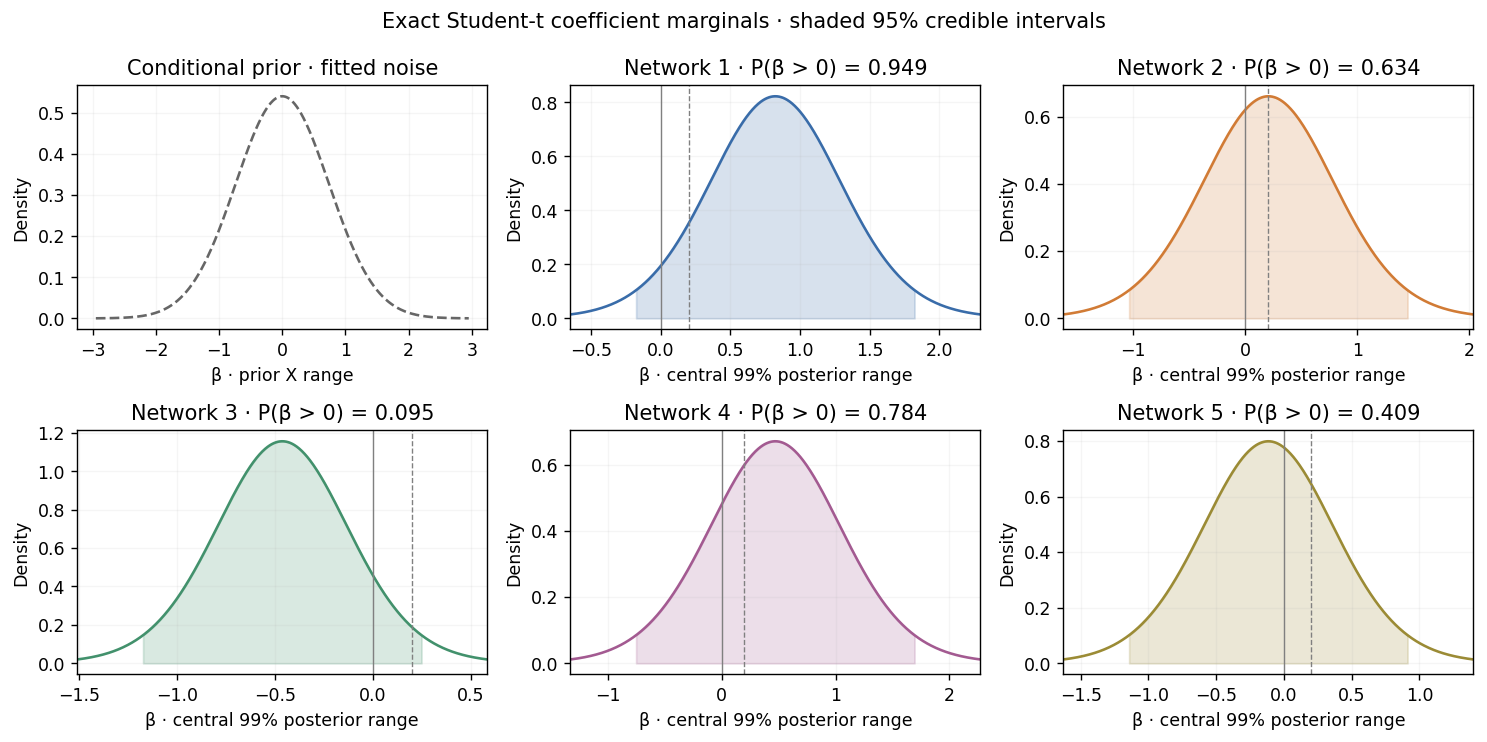 Exact Student-t coefficient marginals · shaded 95% credible intervals
Conditional prior · fitted noise
Density
0.5
0.4
0.3
0.2
0.1
0.0
−3 −2 −1 0 1 2 3
β · prior X range
Network 1 · P(β > 0) = 0.949
Density
0.8
0.6
0.4
0.2
0.0
−0.5 0.0 0.5 1.0 1.5 2.0
β · central 99% posterior range
Network 2 · P(β > 0) = 0.634
Density
0.6
0.4
0.2
0.0
−1 0 1 2
β · central 99% posterior range
Network 3 · P(β > 0) = 0.095
Density
1.2
1.0
0.8
0.6
0.4
0.2
0.0
−1.5 −1.0 −0.5 0.0 0.5
β · central 99% posterior range
Network 4 · P(β > 0) = 0.784
Density
0.6
0.4
0.2
0.0
−1 0 1 2
β · central 99% posterior range
Network 5 · P(β > 0) = 0.409
Density
0.8
0.6
0.4
0.2
0.0
−1.5 −1.0 −0.5 0.0 0.5 1.0
β · central 99% posterior range